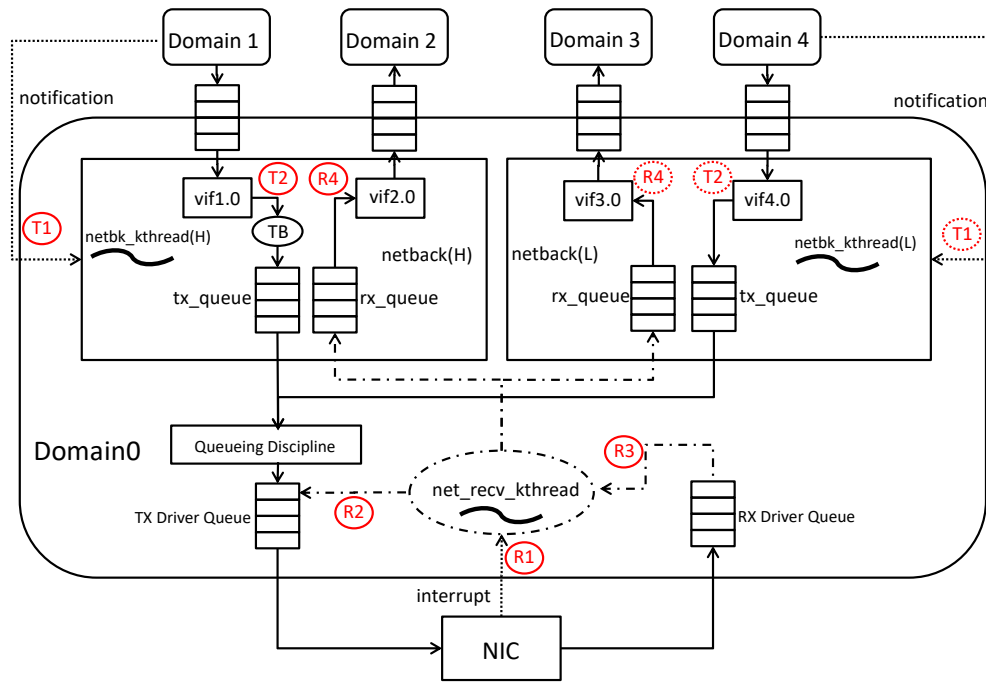 Domain 1
Domain 2
Domain 3
Domain 4
notification
notification
T2
R4
R4
T2
vif1.0
vif2.0
vif3.0
vif4.0
T1
T1
TB
netbk_kthread(H)
netback(H)
netback(L)
netbk_kthread(L)
tx_queue
rx_queue
rx_queue
tx_queue
Domain0
Queueing Discipline
R3
net_recv_kthread
TX Driver Queue
R2
RX Driver Queue
R1
interrupt
NIC